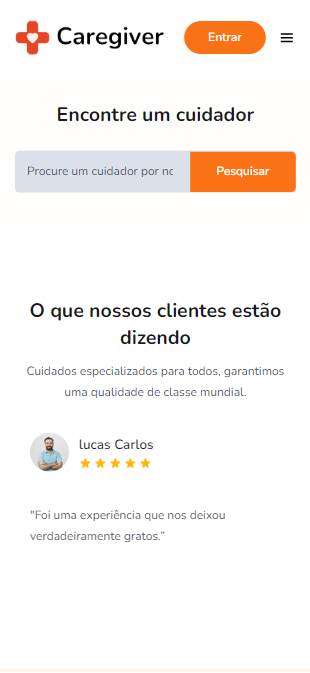 Caregiver
Entrar
Encontre um cuidador
Procure um cuidador por no
Pesquisar
O que nossos clientes estão
dizendo
Cuidados especializados para todos, garantimos
uma qualidade de classe mundial.
lucas Carlos
"Foi uma experiência que nos deixou
verdadeiramente gratos."